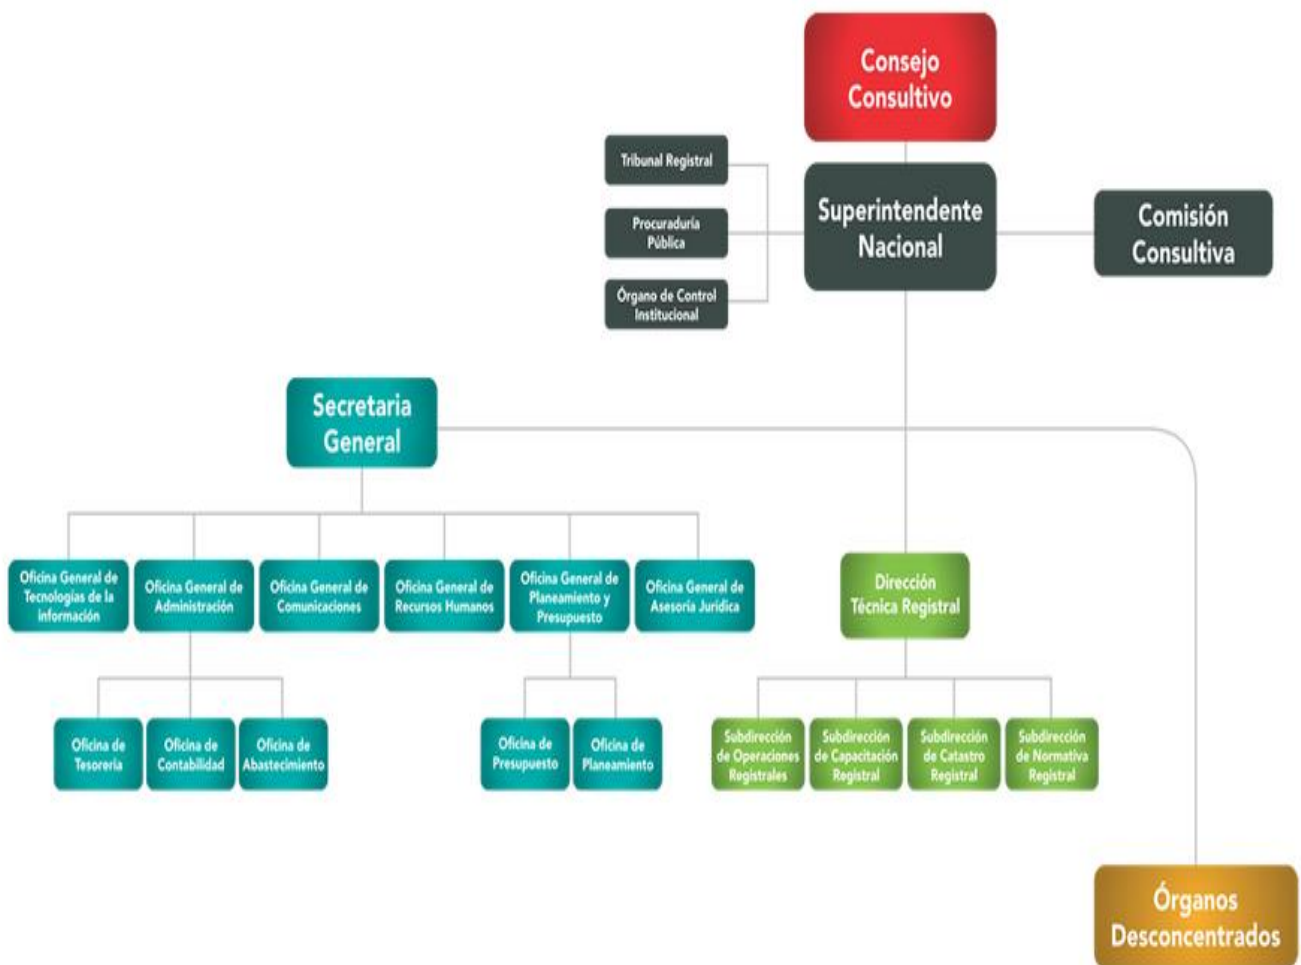 Consejo
Consultivo
Tribunal Registral
Procuraduría
Pública
Órgano de Control
Institucional
Superintendente
Nacional
Comisión
Consultiva
Secretaria
General
Oficina General de
Tecnologías de la
información
Oficina General de
Administración
Oficina General de
Comunicaciones
Oficina General de
Recursos Humanos
Oficina General de
Planeamiento y
Presupuesto
Oficina General de
Asesoría Jurídica
Dirección
Técnica Registral
Oficina de
Tesorería
Oficina de
Contabilidad
Oficina de
Abastecimiento
Oficina de
Presupuesto
Oficina de
Planeamiento
Subdirección
de Operaciones
Registrales
Subdirección
de Capacitación
Registral
Subdirección
de Catastro
Registral
Subdirección
de Normativa
Registral
Órganos
Desconcentrados